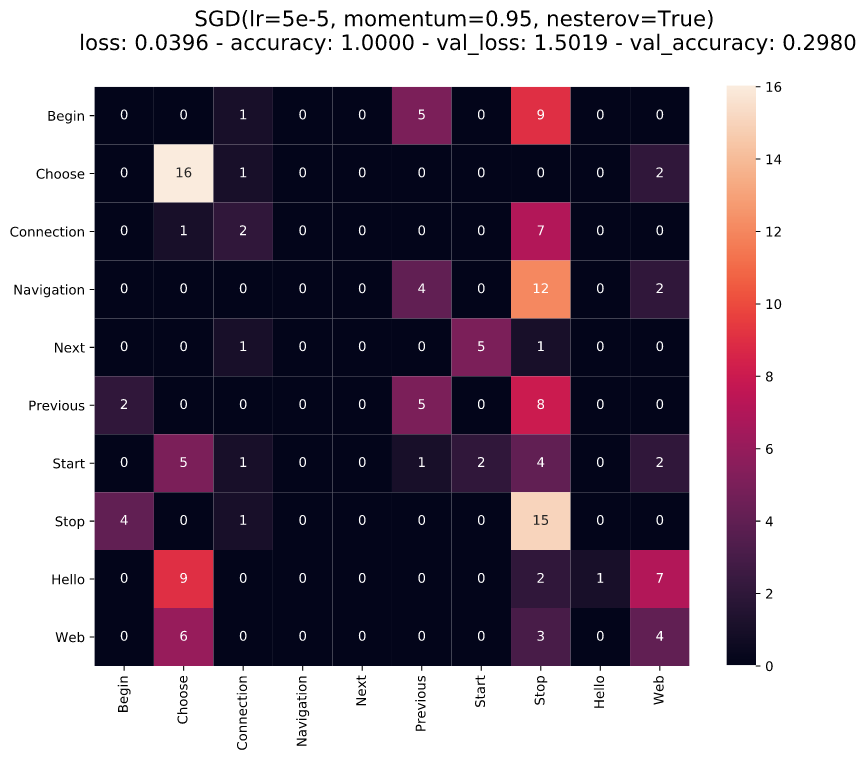 SGD(lr=5e-5, momentum=0.95, nesterov=True)
loss: 0.0396 - accuracy: 1.0000 - val_loss: 1.5019 - val_accuracy: 0.2980
Begin 0 0 1 0 0 5 0 9 0 0
Choose 0 16 1 0 0 0 0 0 0 2
Connection 0 1 2 0 0 0 0 7 0 0
Navigation 0 0 0 0 0 4 0 12 0 2
Next 0 0 1 0 0 0 5 1 0 0
Previous 2 0 0 0 0 5 0 8 0 0
Start 0 5 1 0 0 1 2 4 0 2
Stop 4 0 1 0 0 0 0 15 0 0
Hello 0 9 0 0 0 0 0 2 1 7
Web 0 6 0 0 0 0 0 3 0 4
Begin
Choose
Connection
Navigation
Next
Previous
Start
Stop
Hello
Web
16
14
12
10
8
6
4
2
0